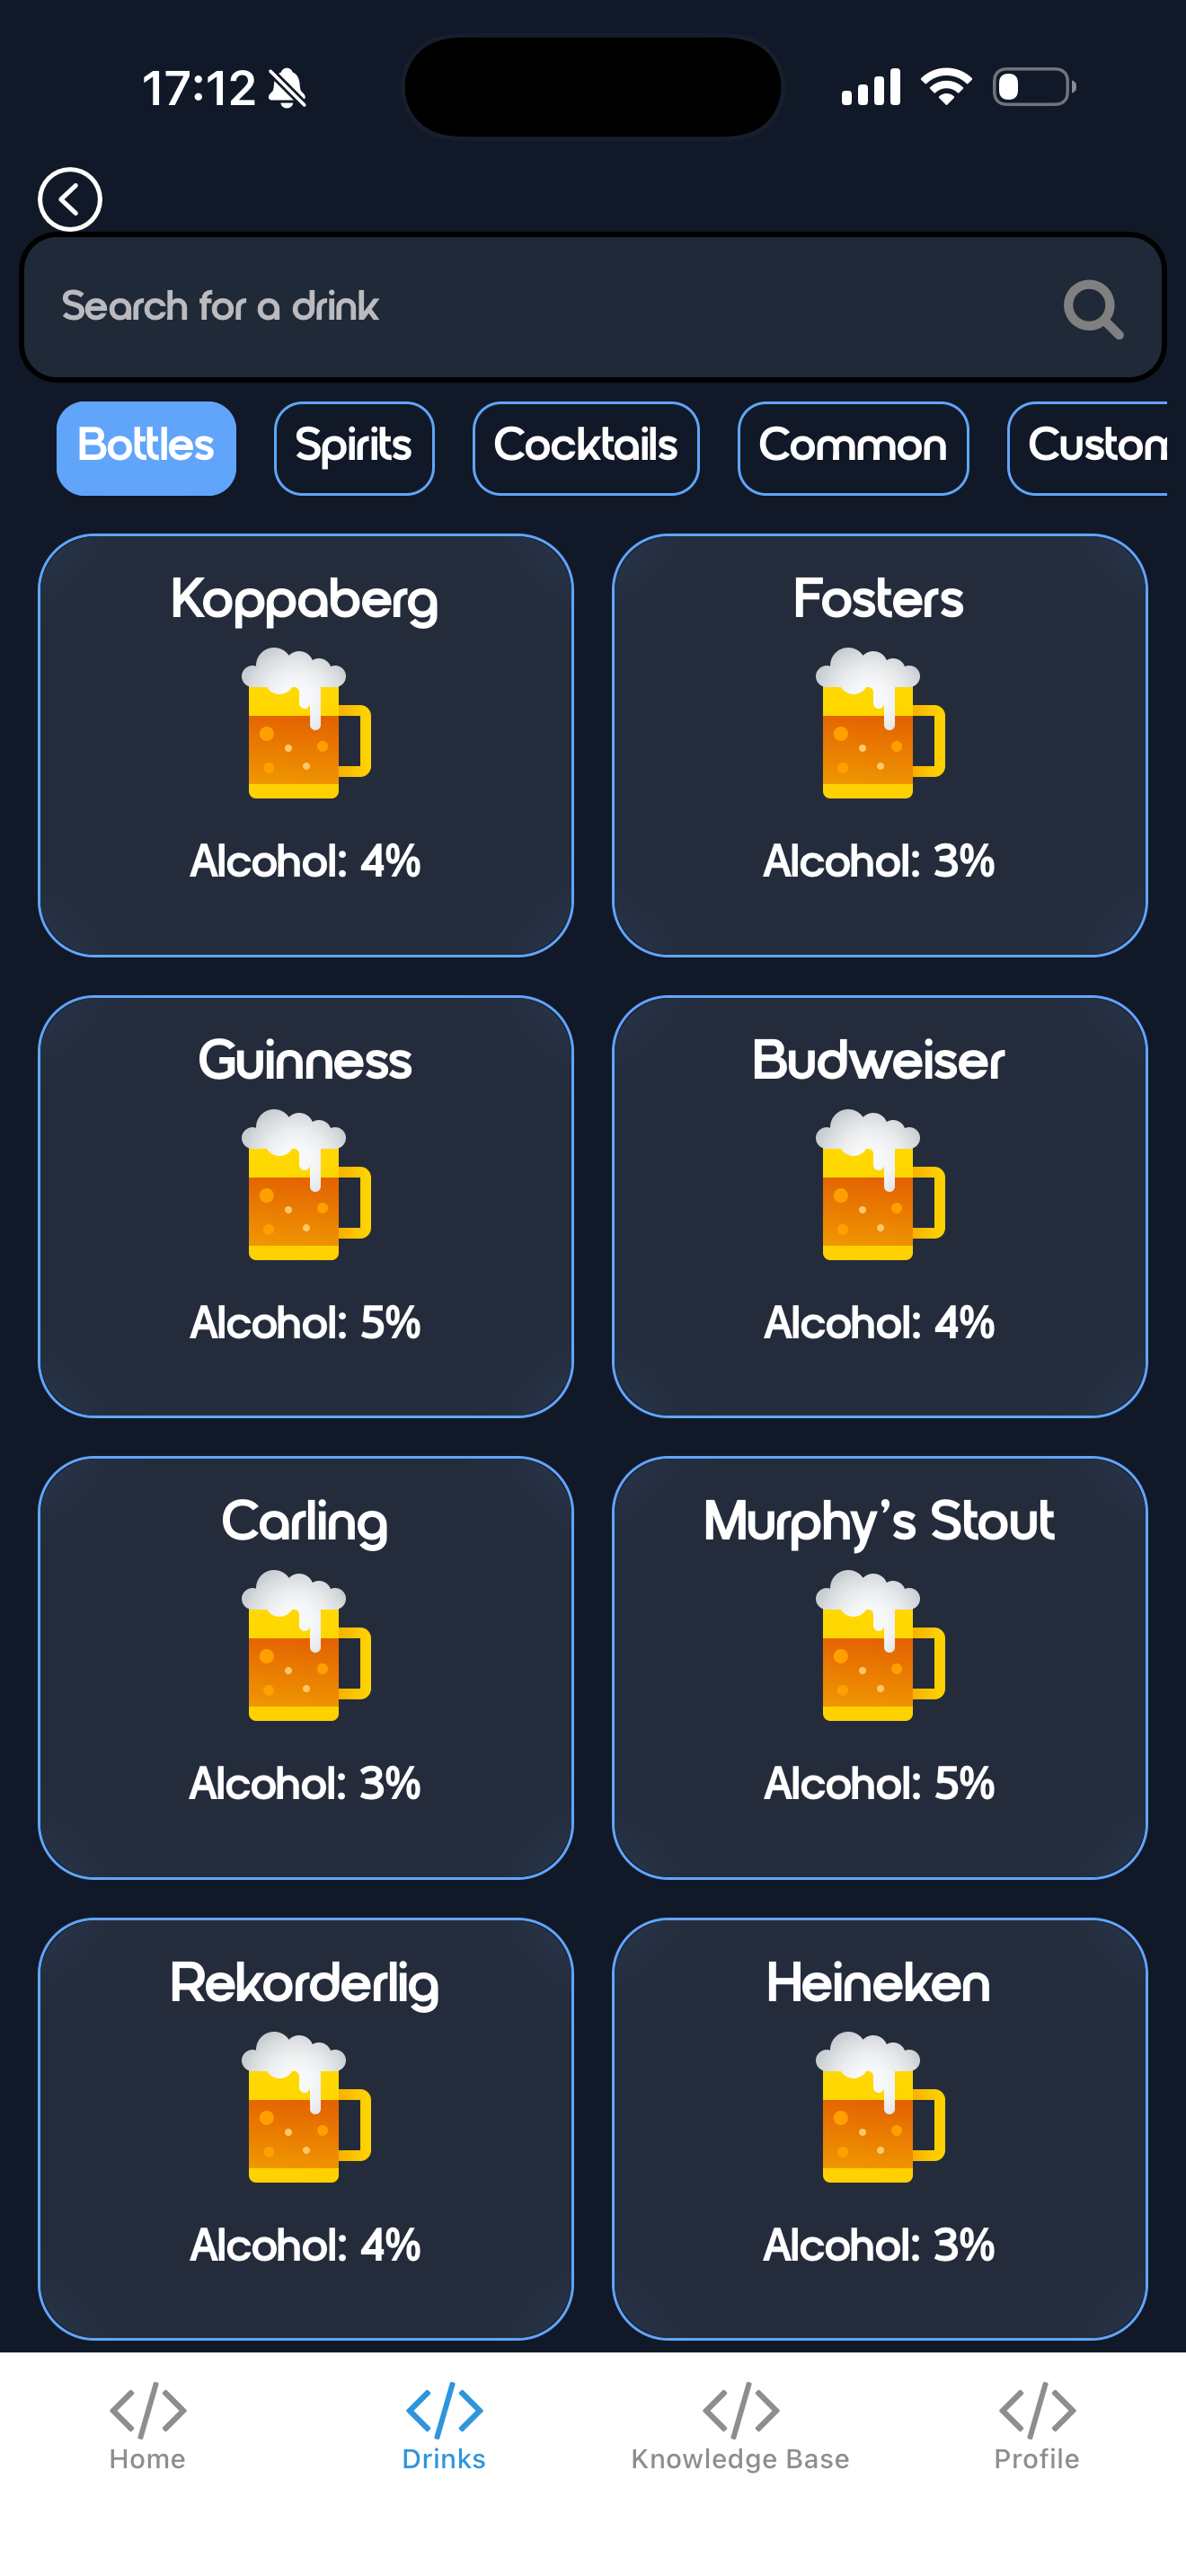 17:12
Search for a drink
Bottles Spirits Cocktails Common Custom
Koppaberg Fosters
Alcohol: 4% Alcohol: 3%
Guinness Budweiser
Alcohol: 5% Alcohol: 4%
Carling Murphy's Stout
Alcohol: 3% Alcohol: 5%
Rekorderlig Heineken
Alcohol: 4% Alcohol: 3%
Home Drinks Knowledge Base Profile